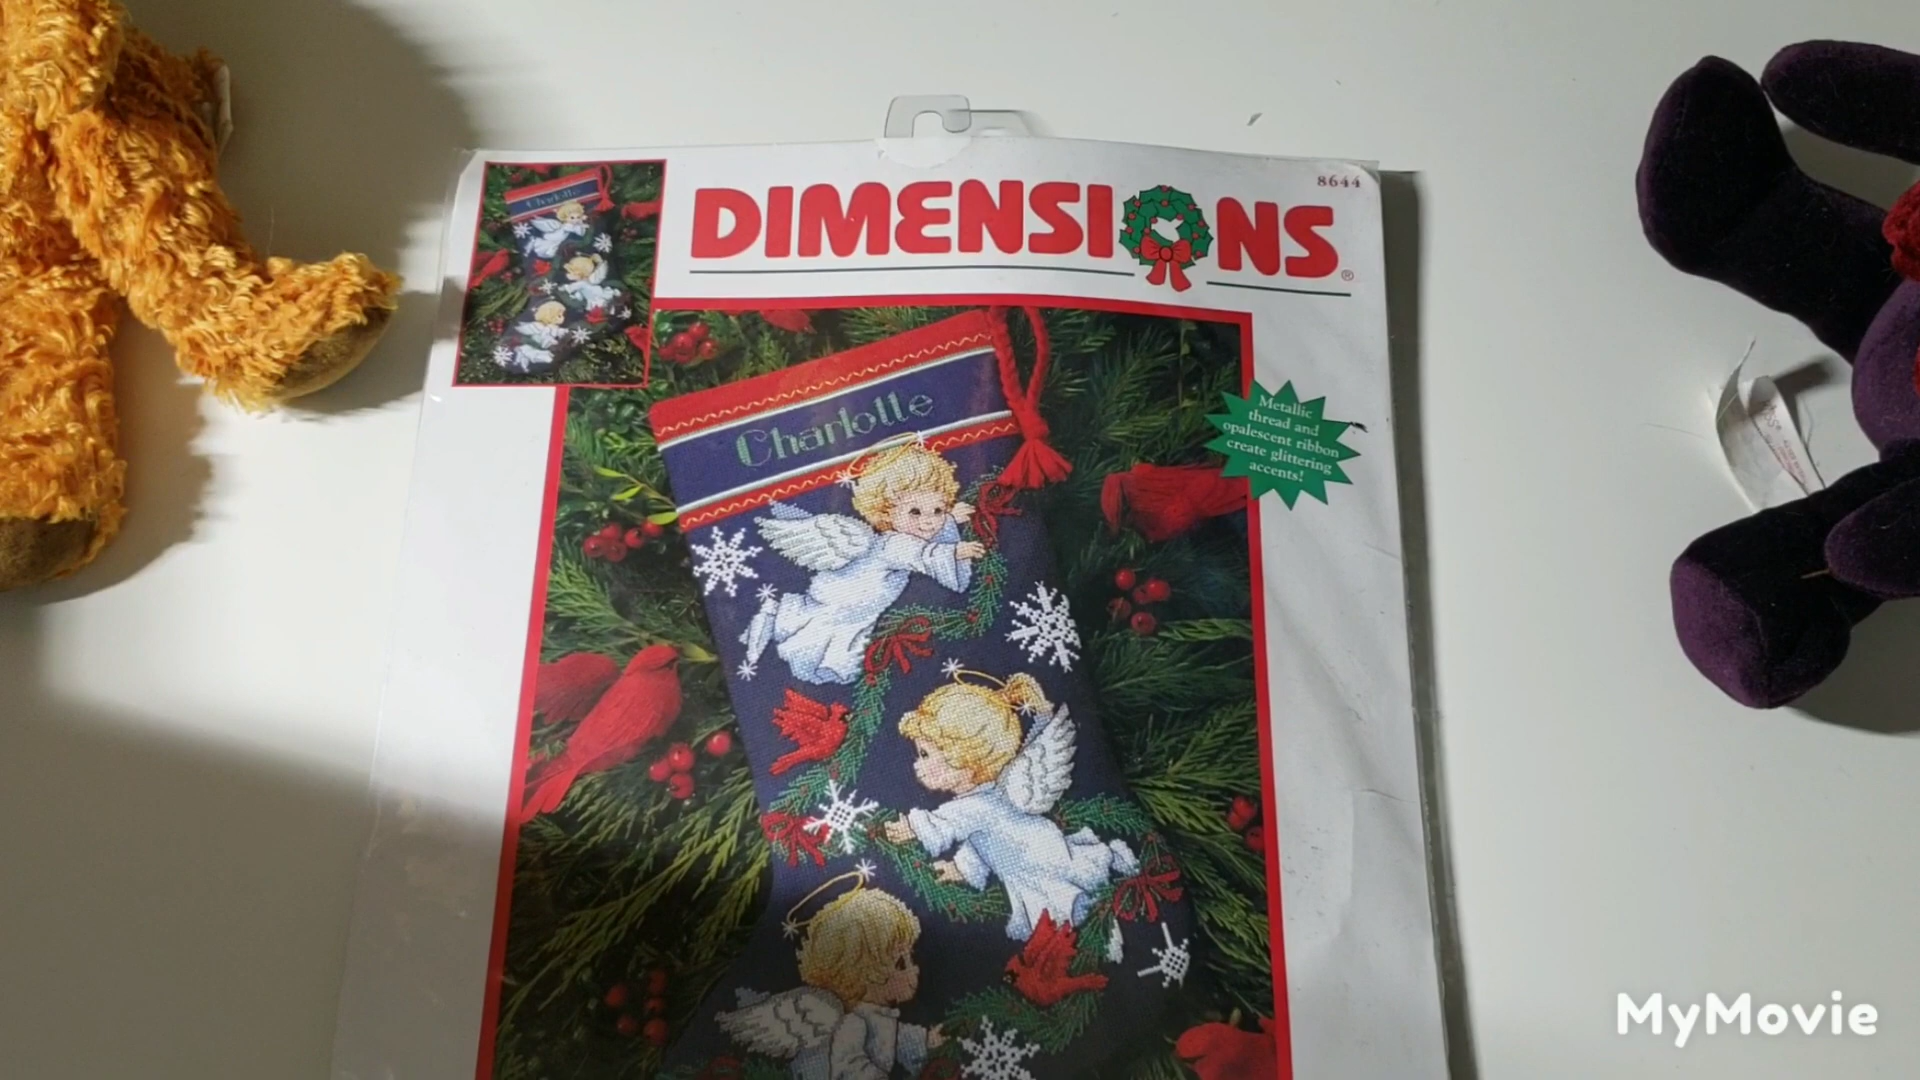 8644
DIMENSIONS®
Charlotte
Charlotte
Metallic
thread and
opalescent ribbon
create glittering
accents!
MyMovie